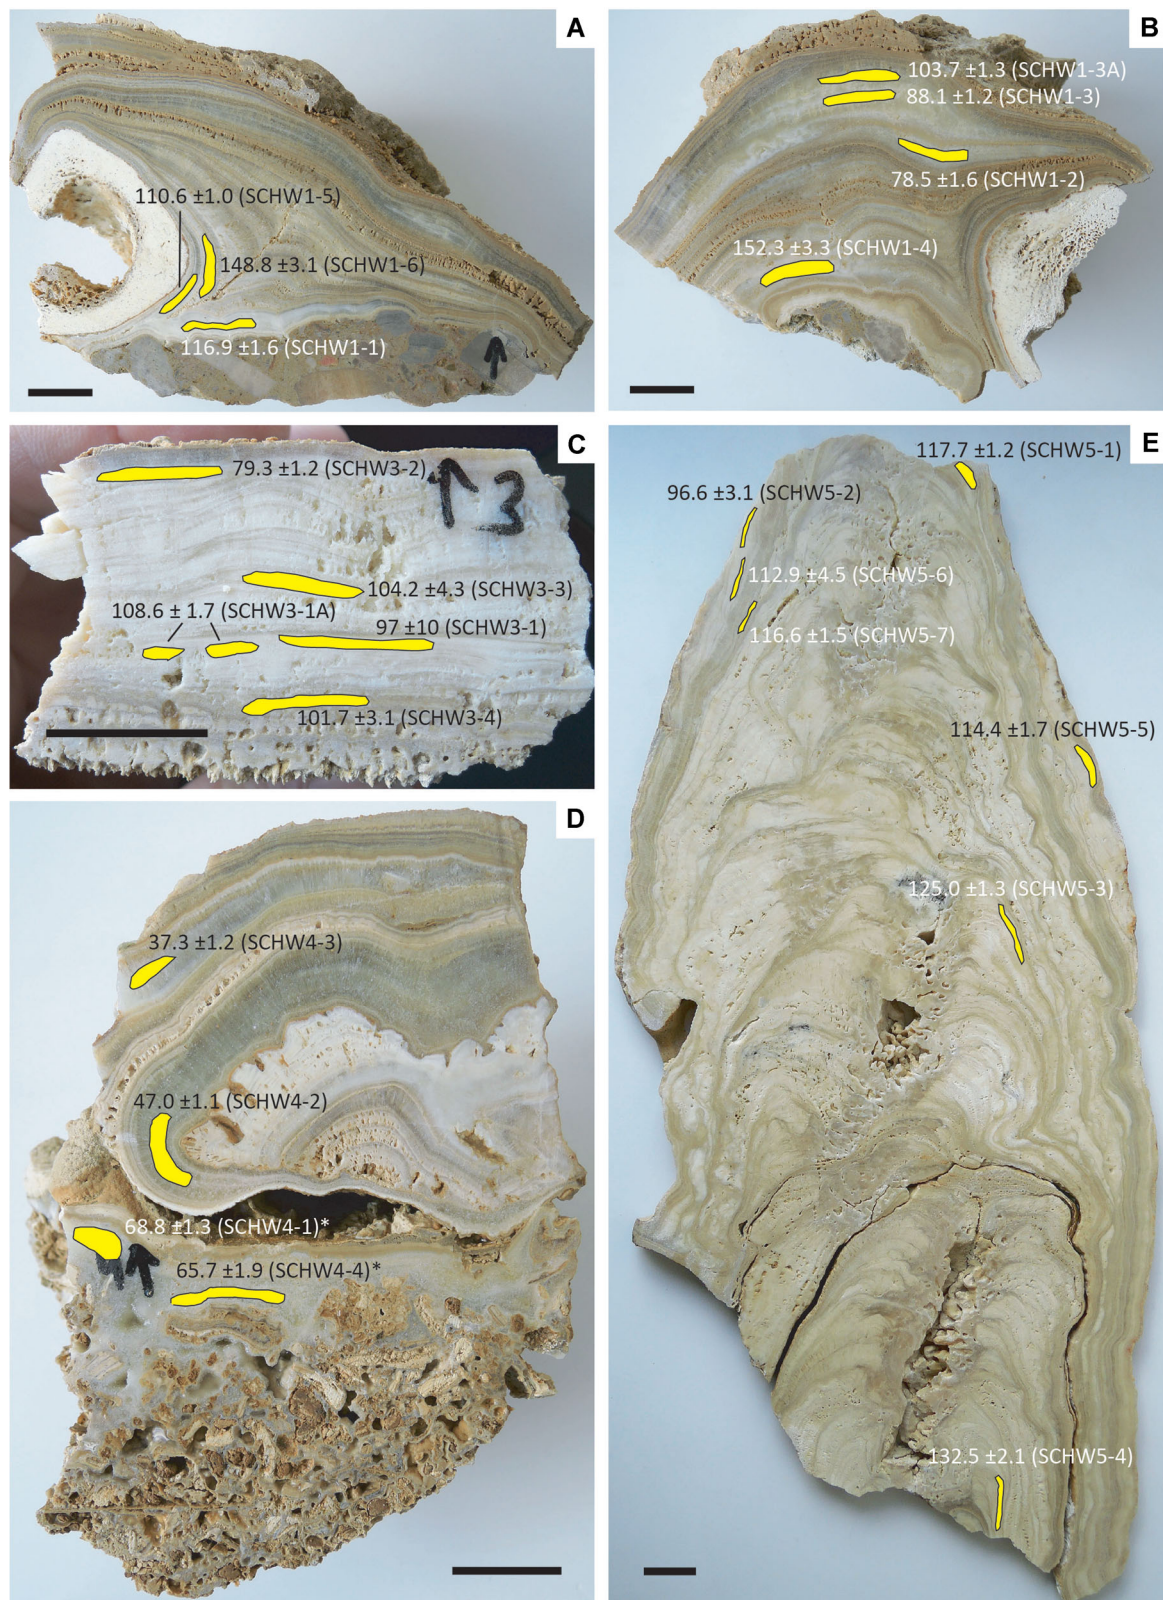 A
110.6 ±1.0 (SCHW1-5)
148.8 ±3.1 (SCHW1-6)
116.9 ±1.6 (SCHW1-1)
B
103.7 ±1.3 (SCHW1-3A)
88.1 ±1.2 (SCHW1-3)
78.5 ±1.6 (SCHW1-2)
152.3 ±3.3 (SCHW1-4)
C
79.3 ±1.2 (SCHW3-2)
3
104.2 ±4.3 (SCHW3-3)
108.6 ± 1.7 (SCHW3-1A)
97 ±10 (SCHW3-1)
101.7 ±3.1 (SCHW3-4)
D
37.3 ±1.2 (SCHW4-3)
47.0 ±1.1 (SCHW4-2)
68.8 ±1.3 (SCHW4-1)*
65.7 ±1.9 (SCHW4-4)*
E
117.7 ±1.2 (SCHW5-1)
96.6 ±3.1 (SCHW5-2)
112.9 ±4.5 (SCHW5-6)
116.6 ±1.5 (SCHW5-7)
114.4 ±1.7 (SCHW5-5)
125.0 ±1.3 (SCHW5-3)
132.5 ±2.1 (SCHW5-4)